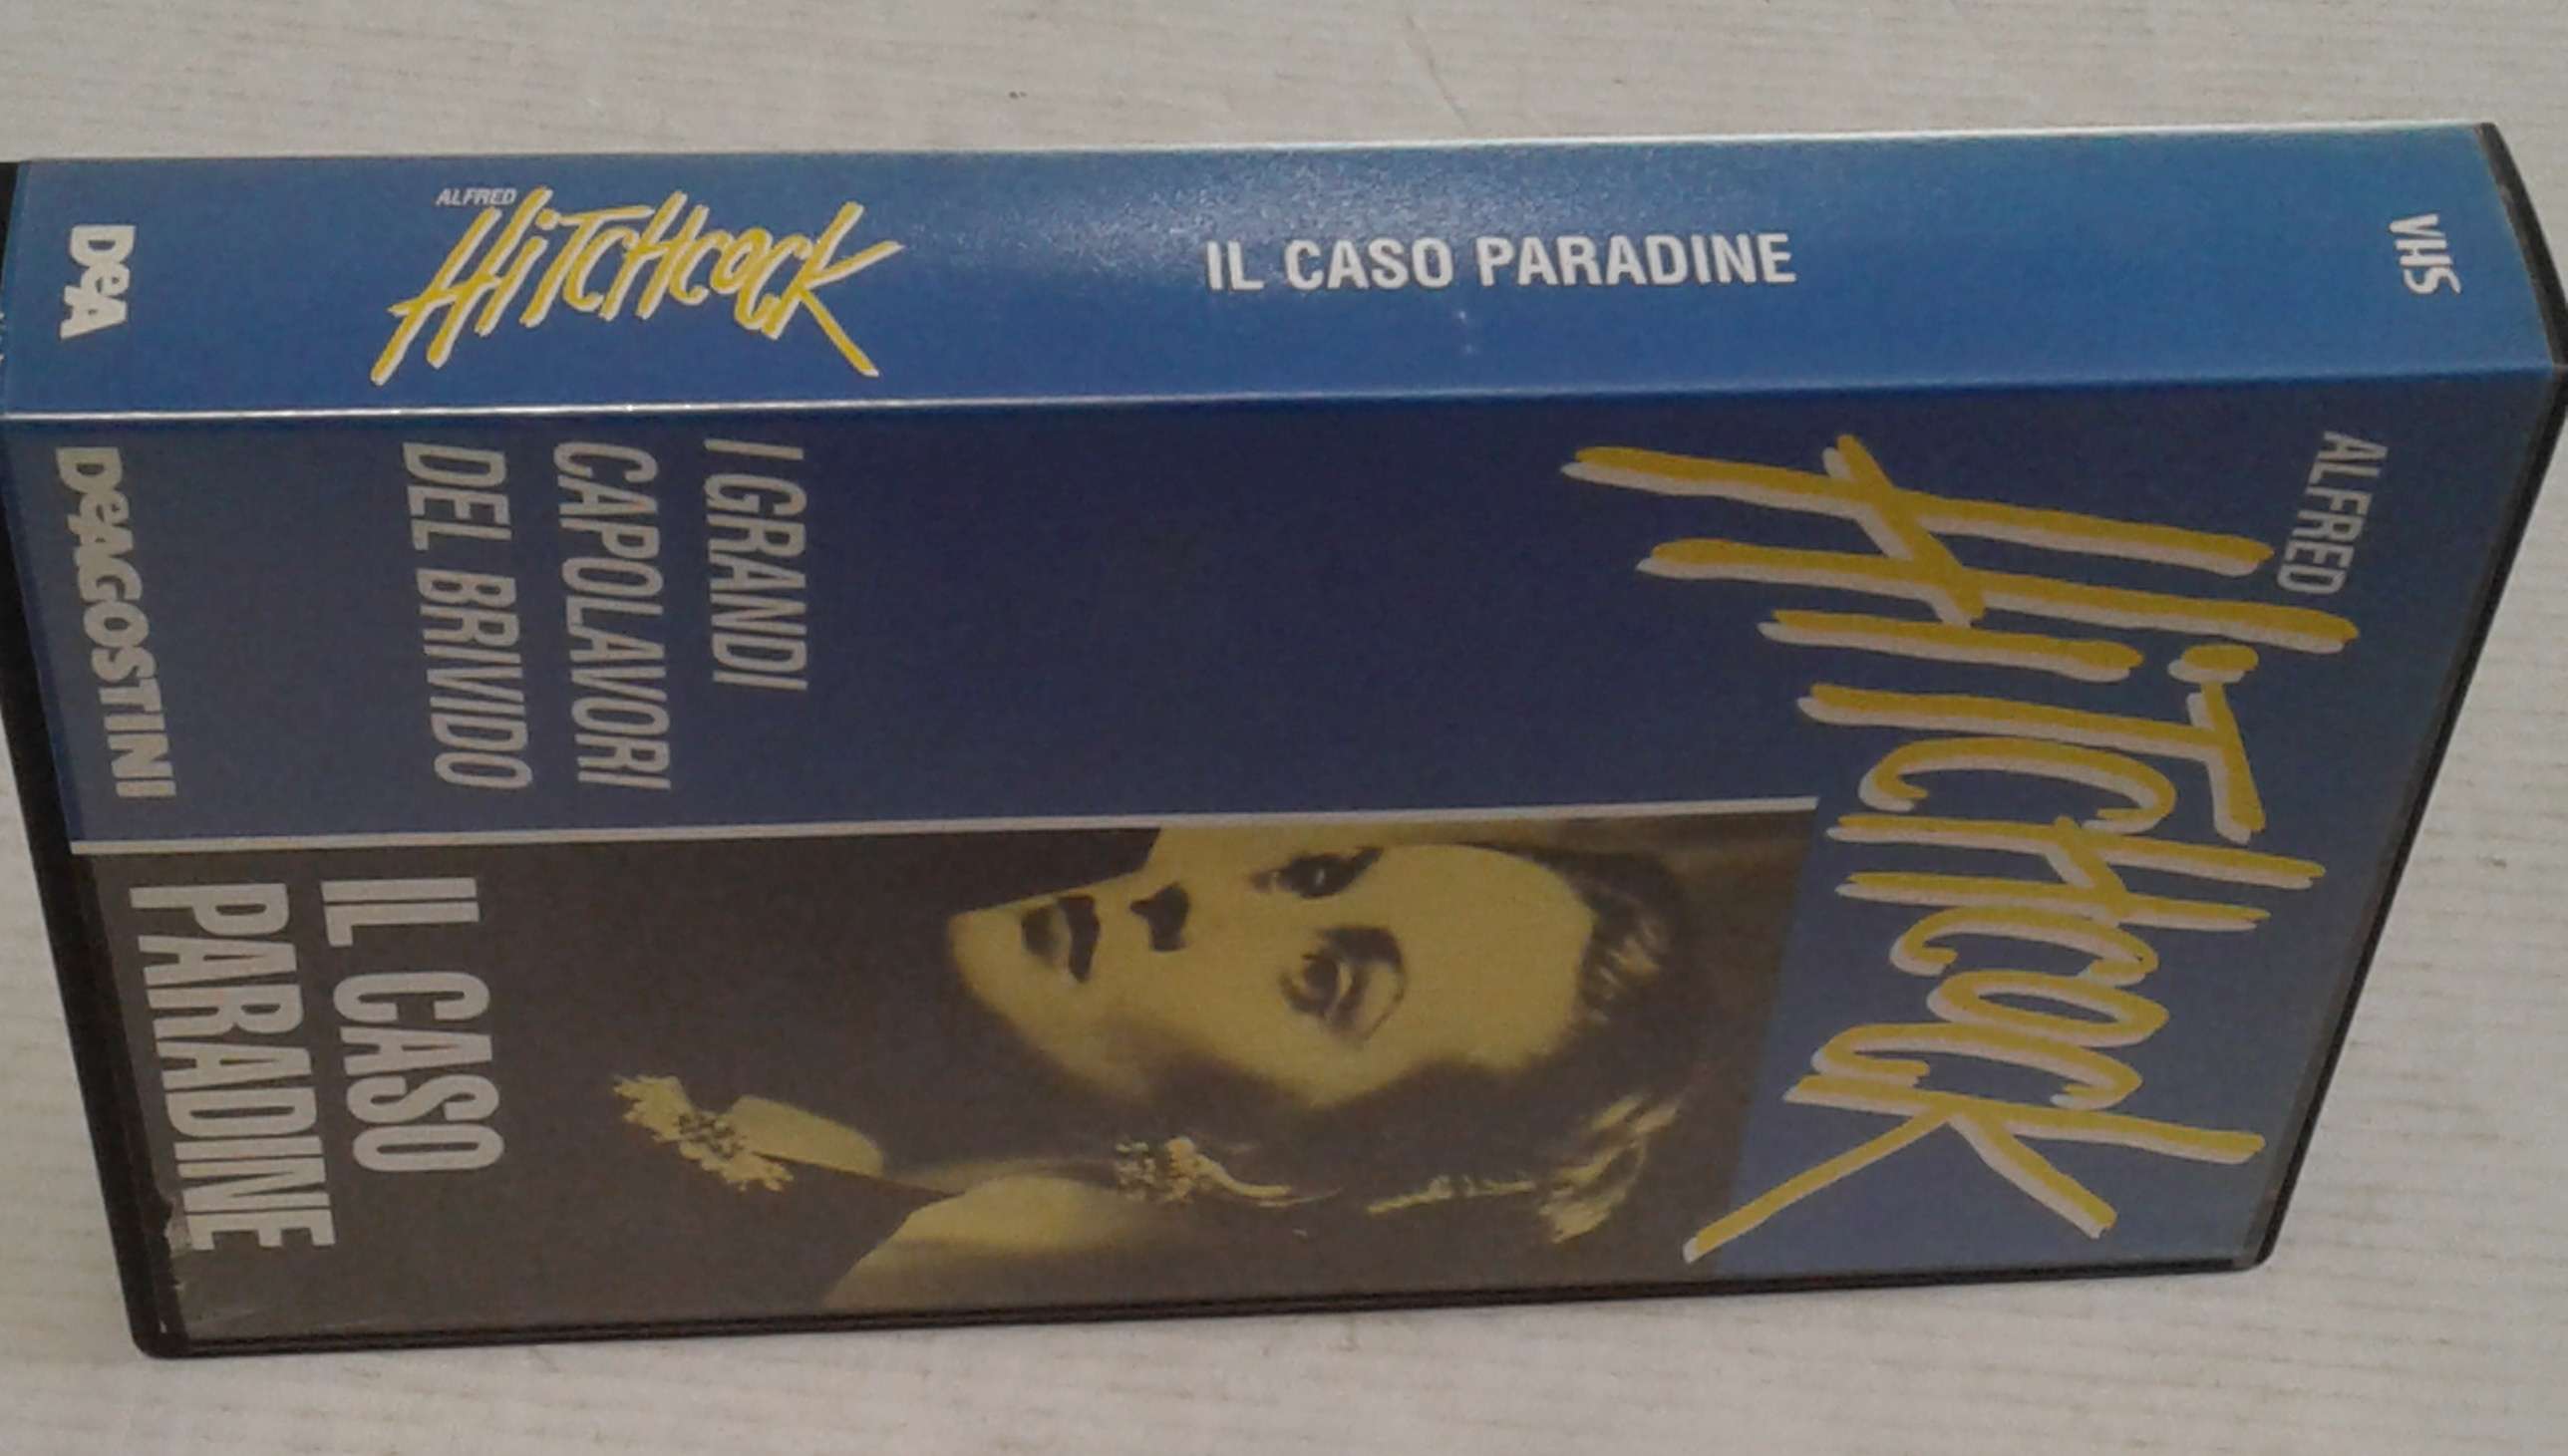 DeA
ALFRED
HiTCHcock
IL CASO PARADINE
VHS
ALFRED
HiTCHcock
I GRANDI
CAPOLAVORI
DEL BRIVIDO
IL CASO
PARADINE
DeAGOSTINI